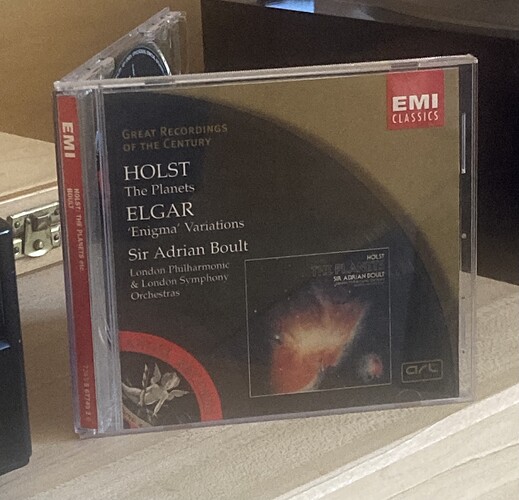 EMI
CLASSICS
GREAT RECORDINGS
OF THE CENTURY
HOLST
The Planets
ELGAR
'Enigma' Variations
Sir Adrian Boult
London Philharmonic
& London Symphony
Orchestras
HOLST
THE PLANETS
SIR ADRIAN BOULT
art
EMI
HOLST: THE PLANETS etc.
BOULT